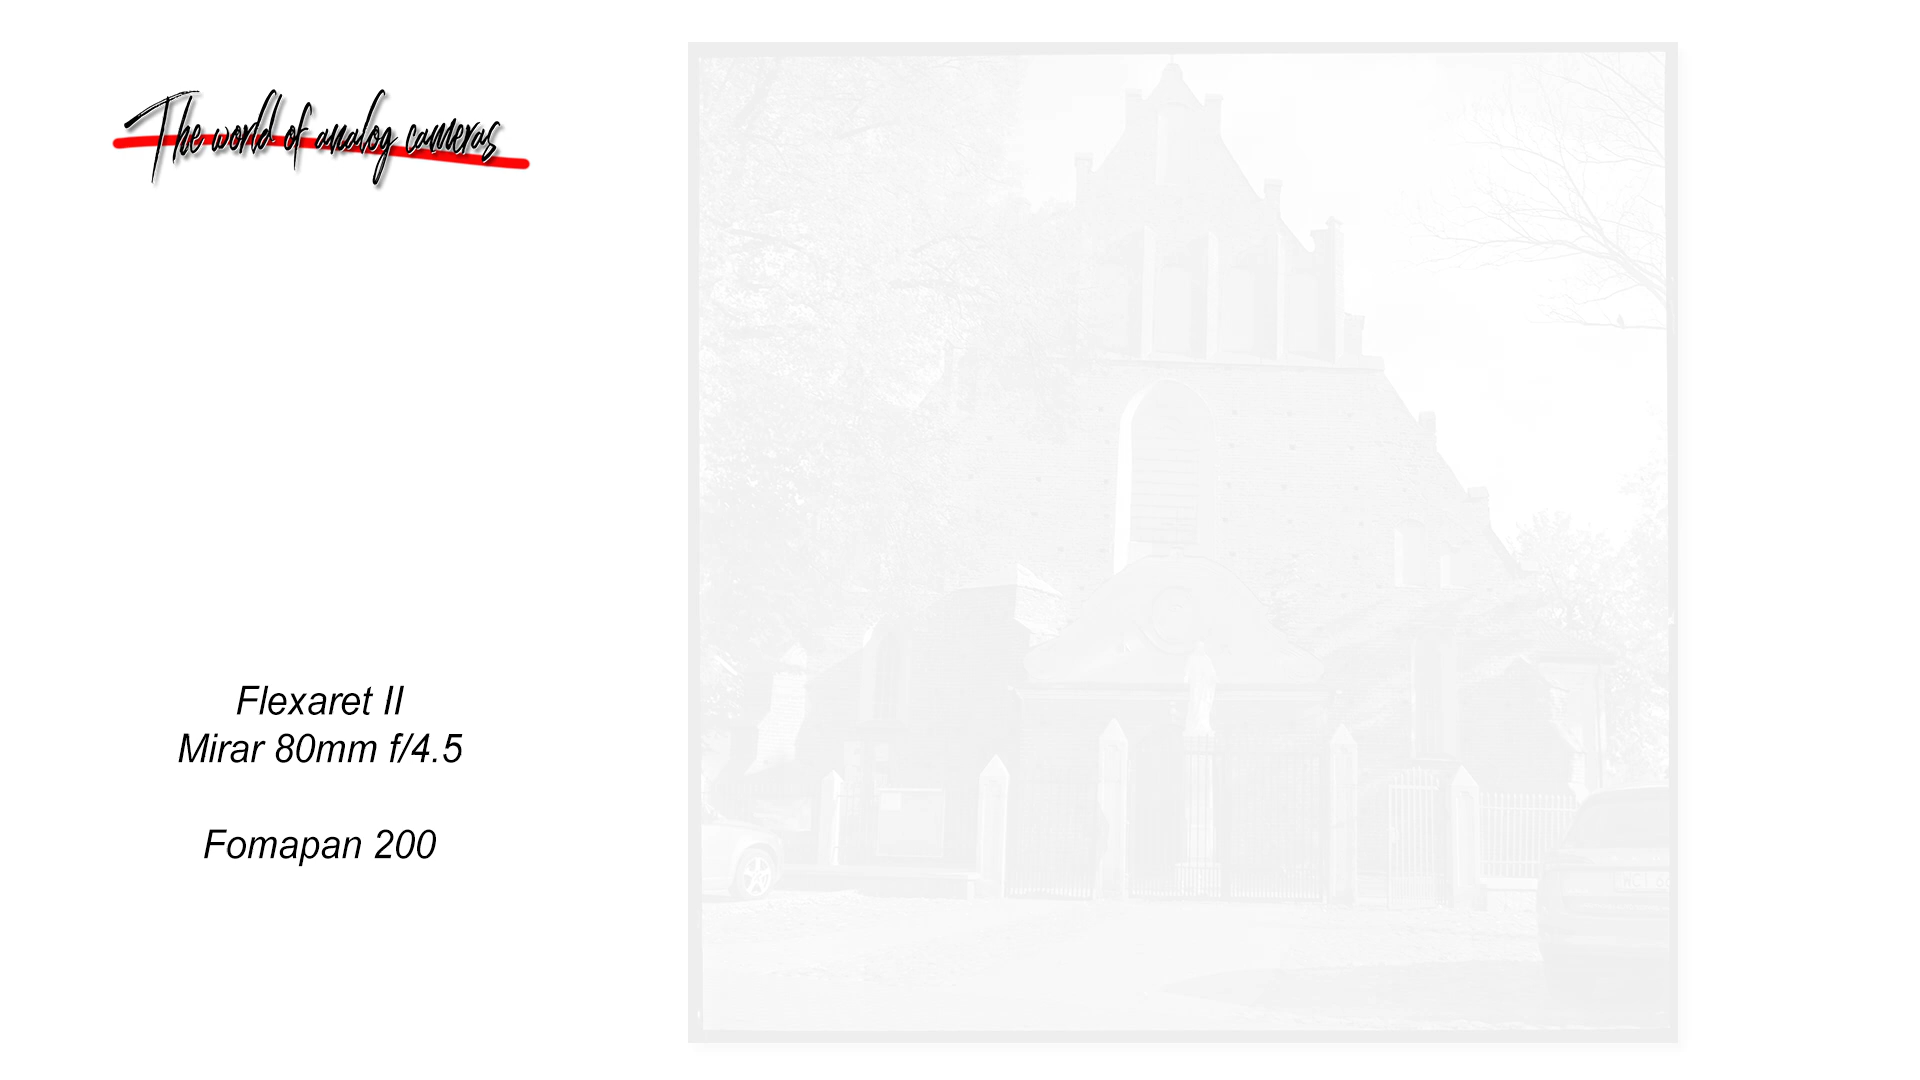 The world of analog cameras
Flexaret II
Mirar 80mm f/4.5
Fomapan 200